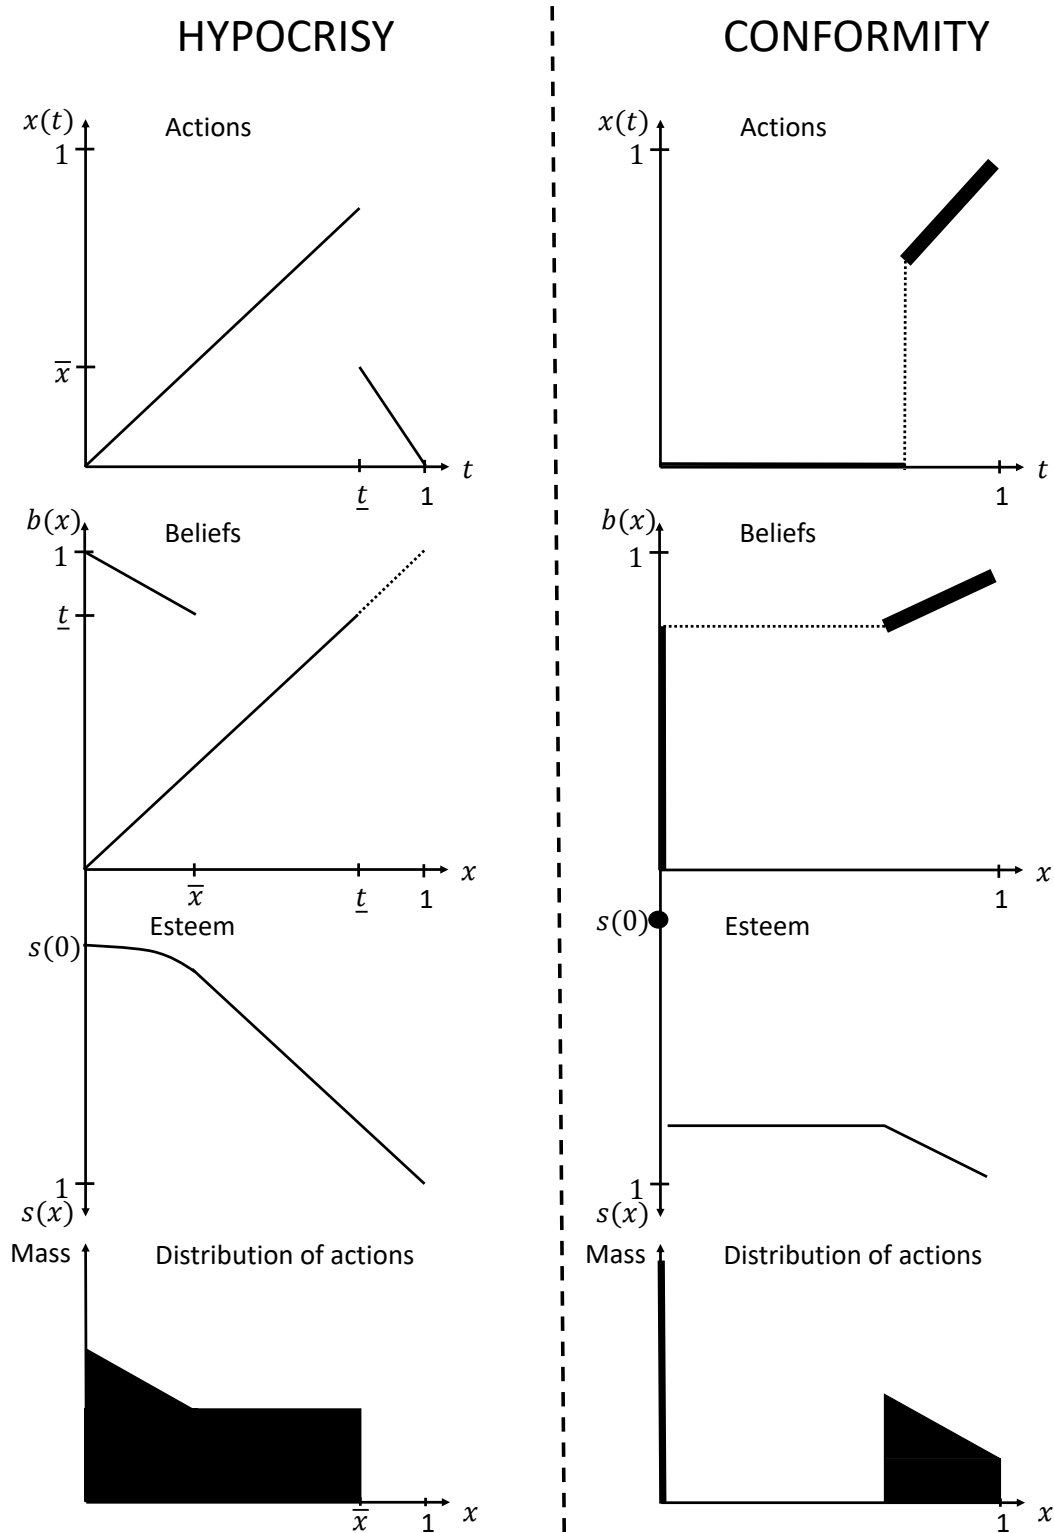 HYPOCRISY
x(t)
Actions
1
x̅
t
t̲
1
b(x)
Beliefs
1
t̲
x
x̅
t̲
1
Esteem
s(0)
1
s(x)
Mass
Distribution of actions
x
x̅
1
CONFORMITY
x(t)
Actions
1
t
1
b(x)
Beliefs
1
x
1
s(0)
Esteem
1
s(x)
Mass
Distribution of actions
x
1